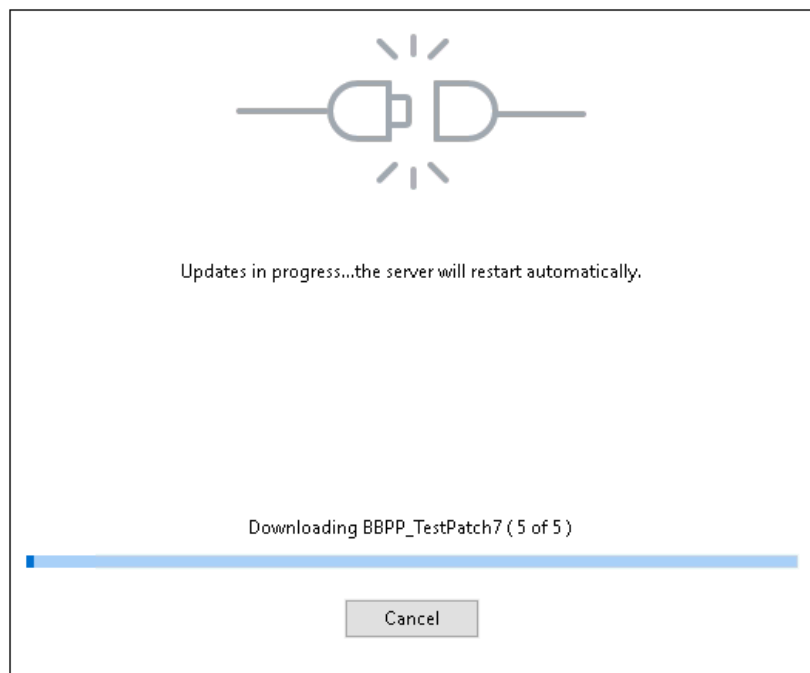 Updates in progress...the server will restart automatically.
Downloading BBPP_TestPatch7 ( 5 of 5 )
Cancel